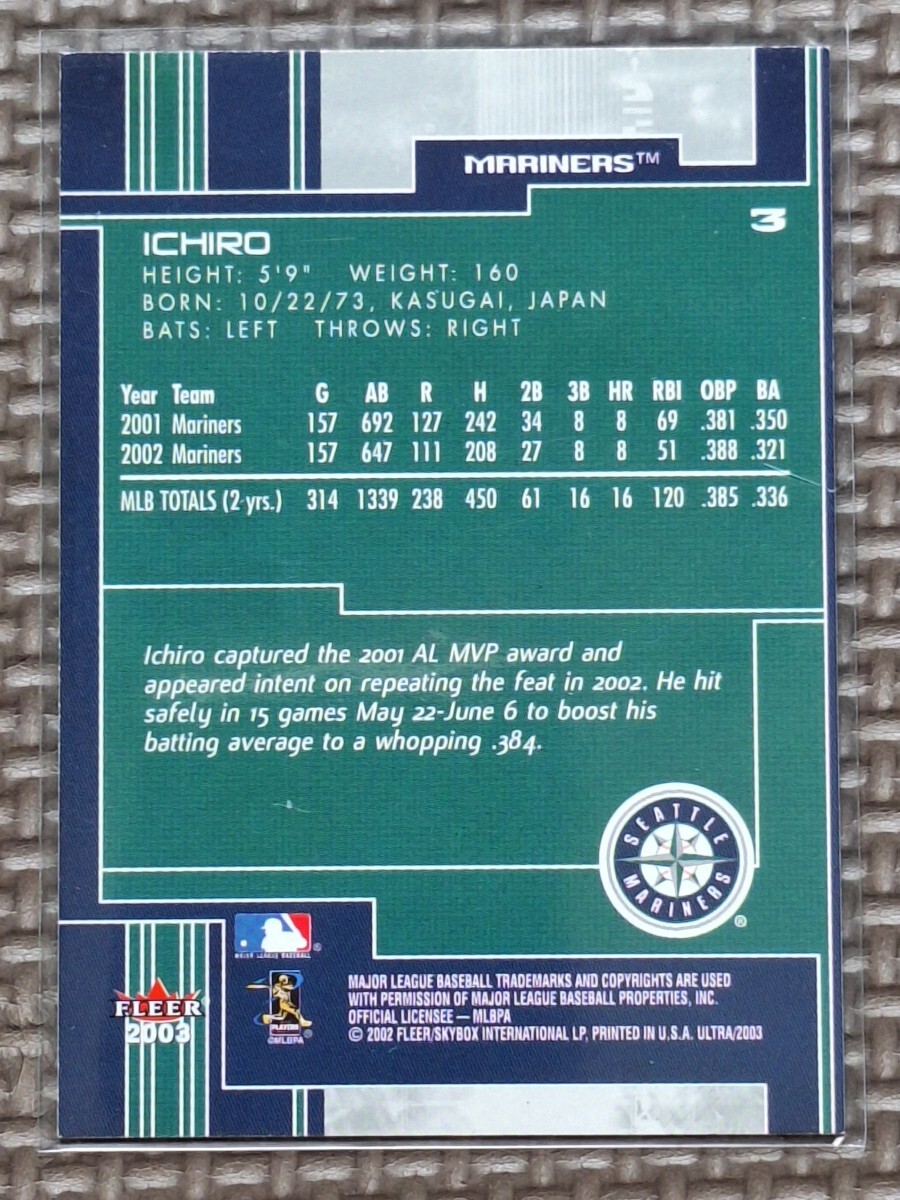 MARINERS™
3
ICHIRO
HEIGHT: 5'9" WEIGHT: 160
BORN: 10/22/73, KASUGAI, JAPAN
BATS: LEFT THROWS: RIGHT
Year Team G AB R H 2B 3B HR RBI OBP BA
2001 Mariners 157 692 127 242 34 8 8 69 .381 .350
2002 Mariners 157 647 111 208 27 8 8 51 .388 .321
MLB TOTALS (2 yrs.) 314 1339 238 450 61 16 16 120 .385 .336
Ichiro captured the 2001 AL MVP award and
appeared intent on repeating the feat in 2002. He hit
safely in 15 games May 22-June 6 to boost his
batting average to a whopping .384.
SEATTLE
MARINERS
®
MAJOR LEAGUE BASEBALL ®
FLEER
2003
PLAYERS
©MLBPA ®
MAJOR LEAGUE BASEBALL TRADEMARKS AND COPYRIGHTS ARE USED
WITH PERMISSION OF MAJOR LEAGUE BASEBALL PROPERTIES, INC.
OFFICIAL LICENSEE — MLBPA
© 2002 FLEER/SKYBOX INTERNATIONAL LP, PRINTED IN U.S.A. ULTRA/2003